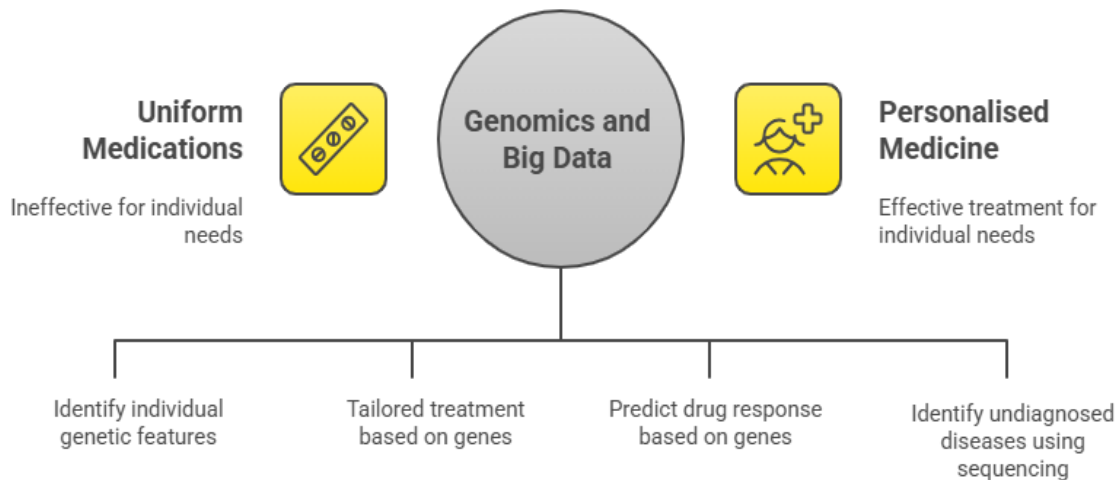 Uniform
Medications
Ineffective for individual
needs
Genomics and
Big Data
Personalised
Medicine
Effective treatment for
individual needs
Identify individual
genetic features
Tailored treatment
based on genes
Predict drug response
based on genes
Identify undiagnosed
diseases using
sequencing